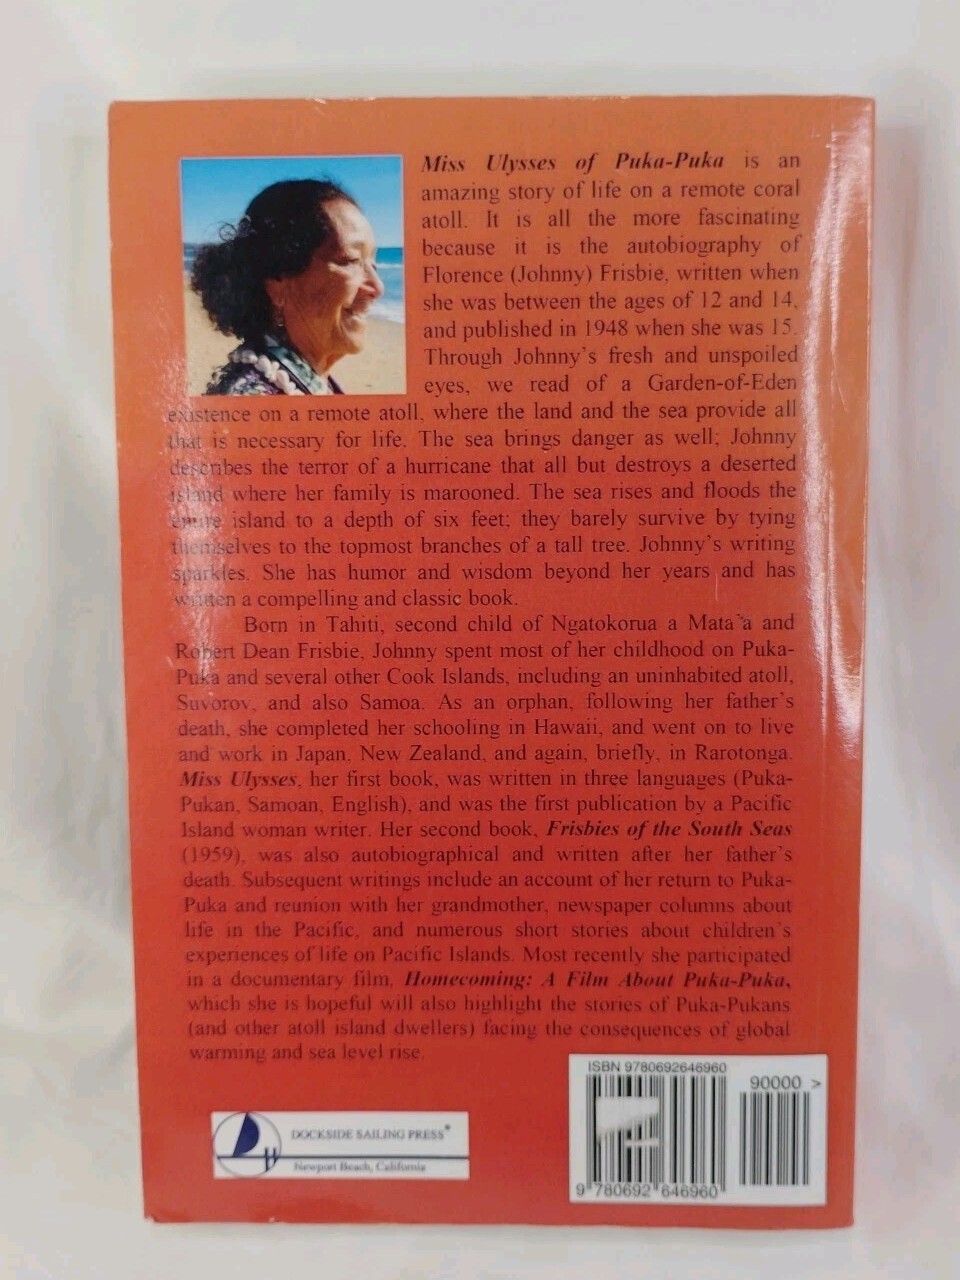 Miss Ulysses of Puka-Puka is an
amazing story of life on a remote coral
atoll. It is all the more fascinating
because it is the autobiography of
Florence (Johnny) Frisbie, written when
she was between the ages of 12 and 14,
and published in 1948 when she was 15.
Through Johnny's fresh and unspoiled
eyes, we read of a Garden-of-Eden
existence on a remote atoll, where the land and the sea provide all
that is necessary for life. The sea brings danger as well; Johnny
describes the terror of a hurricane that all but destroys a deserted
island where her family is marooned. The sea rises and floods the
entire island to a depth of six feet; they barely survive by tying
themselves to the topmost branches of a tall tree. Johnny's writing
sparkles. She has humor and wisdom beyond her years and has
written a compelling and classic book.
Born in Tahiti, second child of Ngatokorua a Mata'a and
Robert Dean Frisbie, Johnny spent most of her childhood on Puka-
Puka and several other Cook Islands, including an uninhabited atoll,
Suvorov, and also Samoa. As an orphan, following her father's
death, she completed her schooling in Hawaii, and went on to live
and work in Japan, New Zealand, and again, briefly, in Rarotonga.
Miss Ulysses, her first book, was written in three languages (Puka-
Pukan, Samoan, English), and was the first publication by a Pacific
Island woman writer. Her second book, Frisbies of the South Seas
(1959), was also autobiographical and written after her father's
death. Subsequent writings include an account of her return to Puka-
Puka and reunion with her grandmother, newspaper columns about
life in the Pacific, and numerous short stories about children's
experiences of life on Pacific Islands. Most recently she participated
in a documentary film, Homecoming: A Film About Puka-Puka,
which she is hopeful will also highlight the stories of Puka-Pukans
(and other atoll island dwellers) facing the consequences of global
warming and sea level rise.
ISBN 9780692646960
90000 >
DOCKSIDE SAILING PRESS®
Newport Beach, California
9 780692 646960